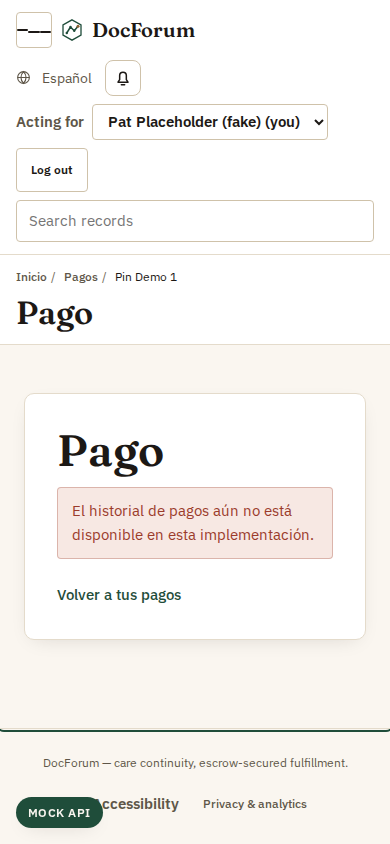 DocForum
Español
Acting for Pat Placeholder (fake) (you)
Log out
Search records
Inicio / Pagos / Pin Demo 1
Pago
Pago
El historial de pagos aún no está
disponible en esta implementación.
Volver a tus pagos
DocForum — care continuity, escrow-secured fulfillment.
MOCK API
ccessibility Privacy & analytics